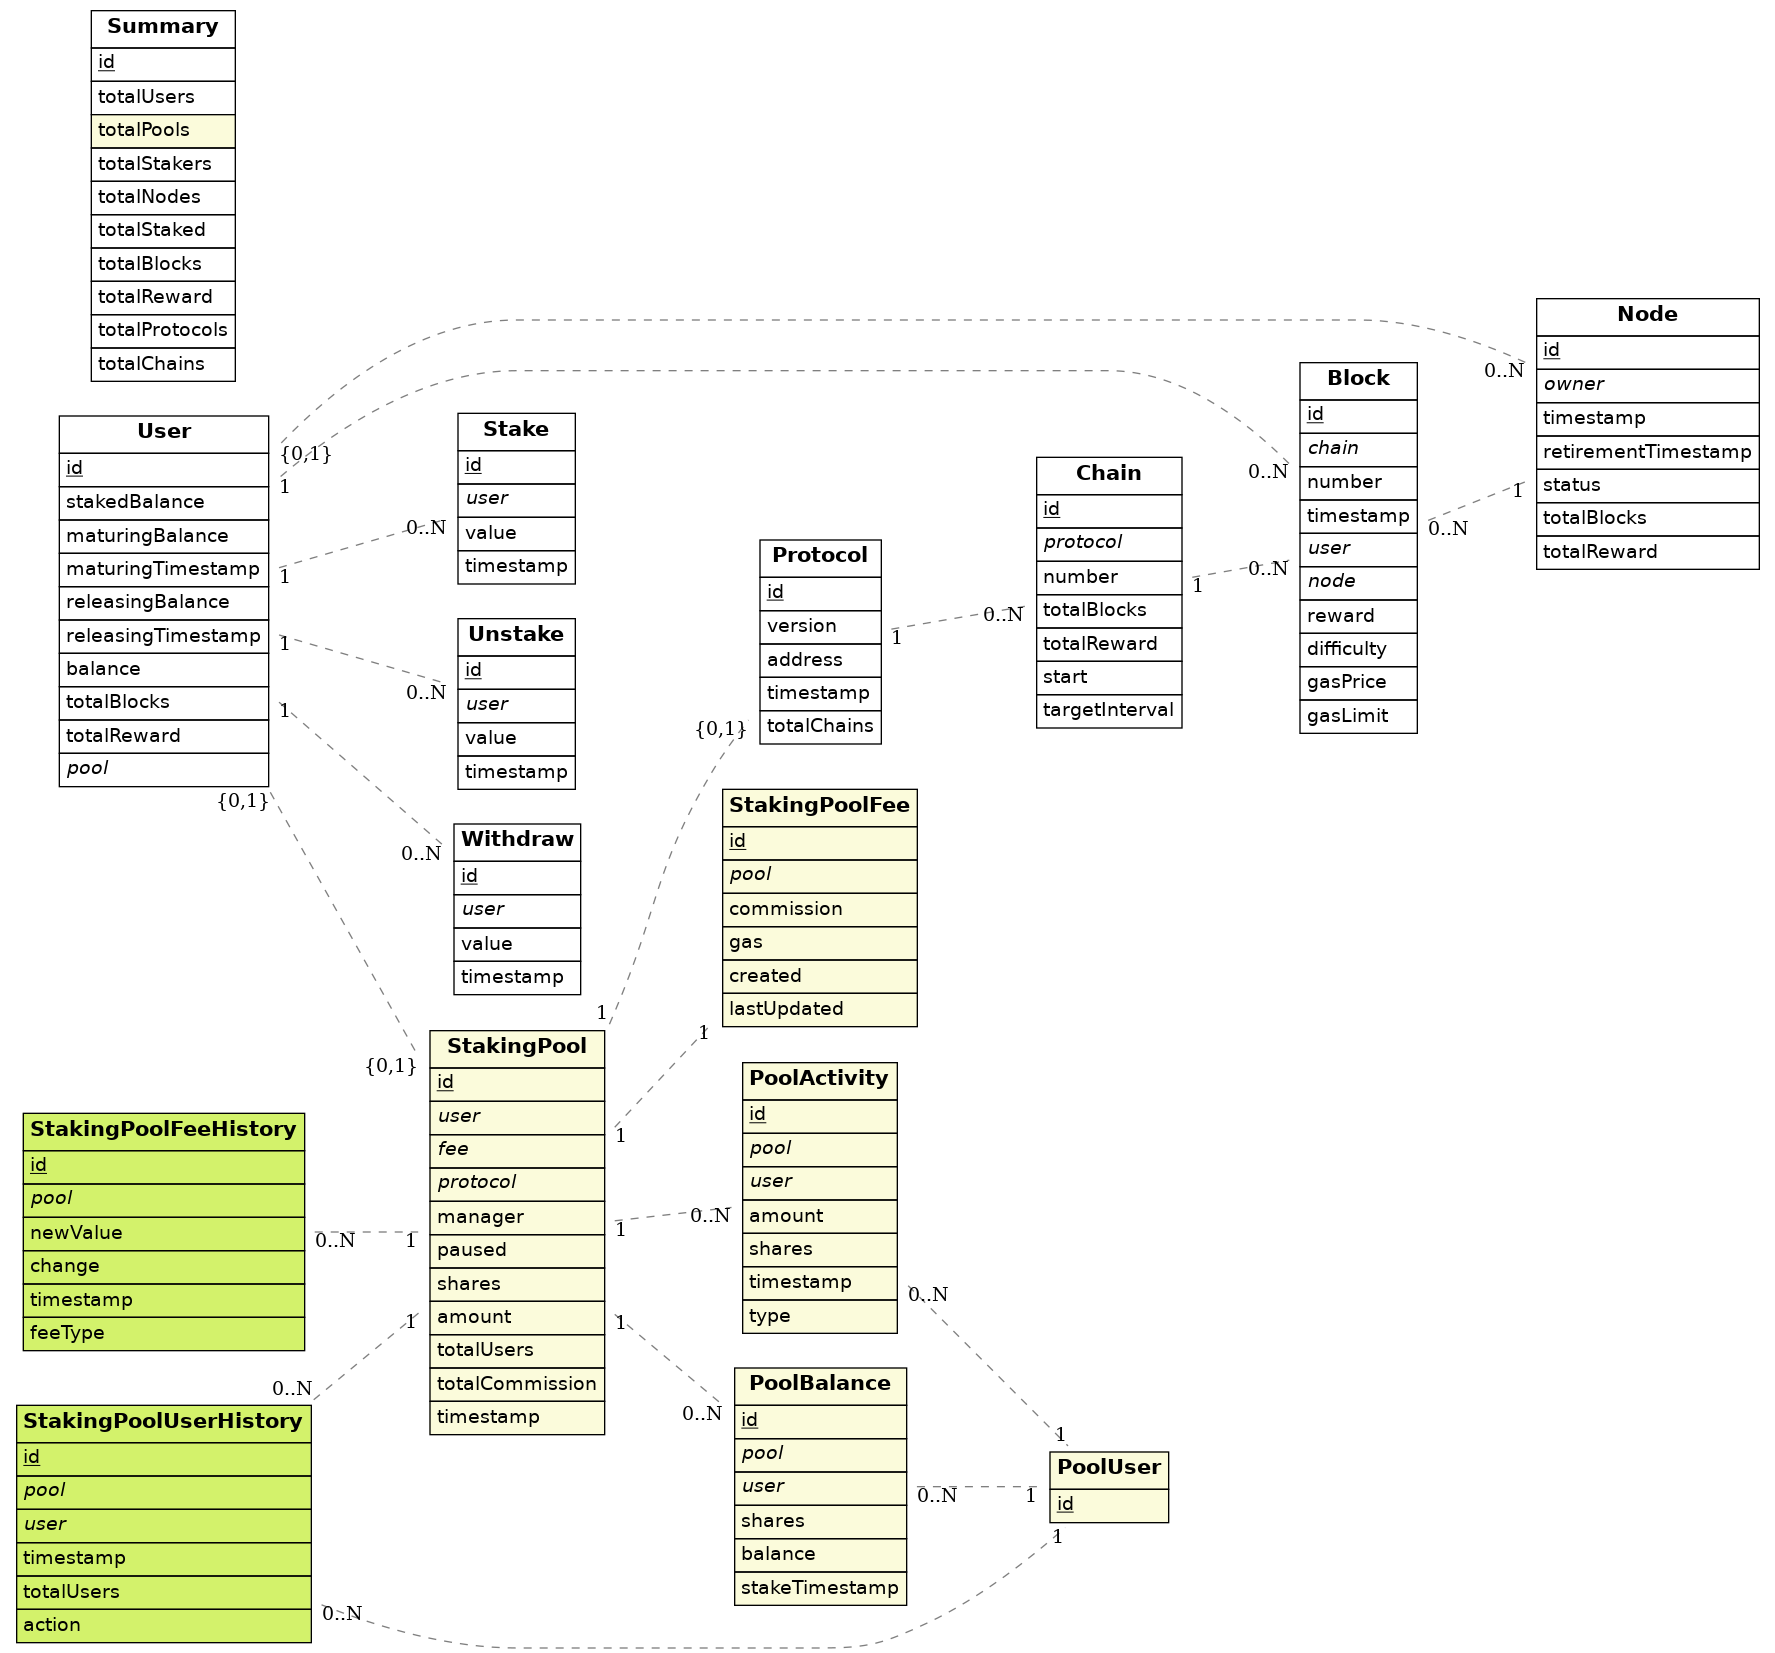 Summary
id
totalUsers
totalPools
totalStakers
totalNodes
totalStaked
totalBlocks
totalReward
totalProtocols
totalChains
User
id
stakedBalance
maturingBalance
maturingTimestamp
releasingBalance
releasingTimestamp
balance
totalBlocks
totalReward
pool
{0,1}
1
1
1
1
{0,1}
Stake
id
user
value
timestamp
0..N
Unstake
id
user
value
timestamp
0..N
Withdraw
id
user
value
timestamp
0..N
Protocol
id
version
address
timestamp
totalChains
{0,1}
1
Chain
id
protocol
number
totalBlocks
totalReward
start
targetInterval
0..N
1
Block
id
chain
number
timestamp
user
node
reward
difficulty
gasPrice
gasLimit
0..N
0..N
0..N
Node
id
owner
timestamp
retirementTimestamp
status
totalBlocks
totalReward
0..N
1
StakingPoolFee
id
pool
commission
gas
created
lastUpdated
1
StakingPool
id
user
fee
protocol
manager
paused
shares
amount
totalUsers
totalCommission
timestamp
{0,1}
1
1
1
1
1
1
PoolActivity
id
pool
user
amount
shares
timestamp
type
0..N
0..N
StakingPoolFeeHistory
id
pool
newValue
change
timestamp
feeType
0..N
StakingPoolUserHistory
id
pool
user
timestamp
totalUsers
action
0..N
0..N
PoolBalance
id
pool
user
shares
balance
stakeTimestamp
0..N
0..N
PoolUser
id
1
1
1